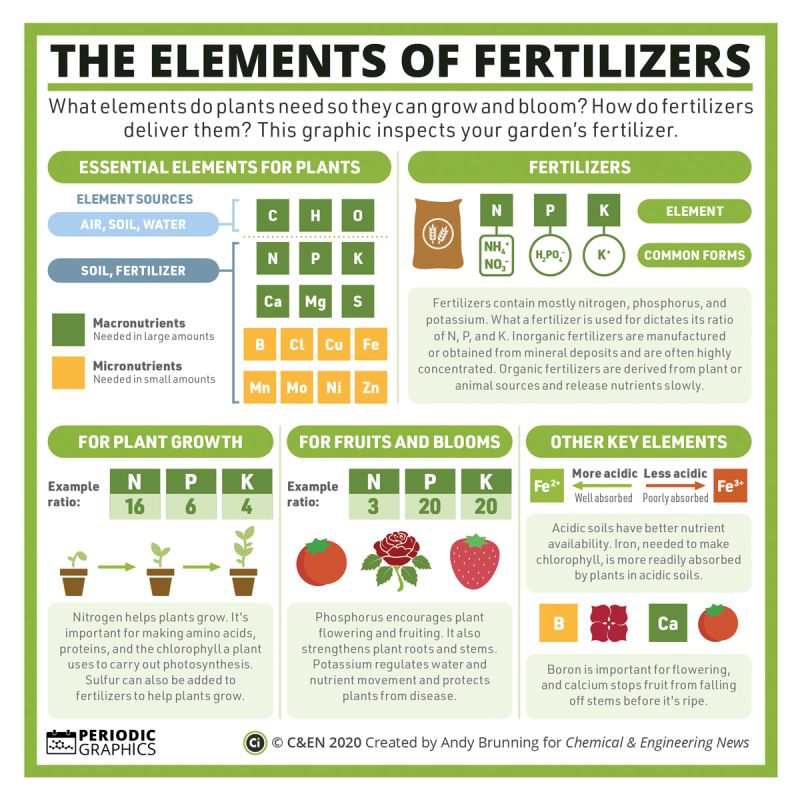 THE ELEMENTS OF FERTILIZERS
What elements do plants need so they can grow and bloom? How do fertilizers
deliver them? This graphic inspects your garden's fertilizer.
ESSENTIAL ELEMENTS FOR PLANTS
ELEMENT SOURCES
AIR, SOIL, WATER
C H O
SOIL, FERTILIZER
N P K
Ca Mg S
B Cl Cu Fe
Mn Mo Ni Zn
Macronutrients
Needed in large amounts
Micronutrients
Needed in small amounts
FERTILIZERS
N P K
ELEMENT
NH₄⁺
NO₃⁻
H₂PO₄⁻
K⁺
COMMON FORMS
Fertilizers contain mostly nitrogen, phosphorus, and
potassium. What a fertilizer is used for dictates its ratio
of N, P, and K. Inorganic fertilizers are manufactured
or obtained from mineral deposits and are often highly
concentrated. Organic fertilizers are derived from plant or
animal sources and release nutrients slowly.
FOR PLANT GROWTH
Example
ratio:
N P K
16 6 4
Nitrogen helps plants grow. It's
important for making amino acids,
proteins, and the chlorophyll a plant
uses to carry out photosynthesis.
Sulfur can also be added to
fertilizers to help plants grow.
FOR FRUITS AND BLOOMS
Example
ratio:
N P K
3 20 20
Phosphorus encourages plant
flowering and fruiting. It also
strengthens plant roots and stems.
Potassium regulates water and
nutrient movement and protects
plants from disease.
OTHER KEY ELEMENTS
Fe²⁺
More acidic
Well absorbed
Less acidic
Poorly absorbed
Fe³⁺
Acidic soils have better nutrient
availability. Iron, needed to make
chlorophyll, is more readily absorbed
by plants in acidic soils.
B
Ca
Boron is important for flowering,
and calcium stops fruit from falling
off stems before it's ripe.
PERIODIC
GRAPHICS
Ci © C&EN 2020 Created by Andy Brunning for Chemical & Engineering News